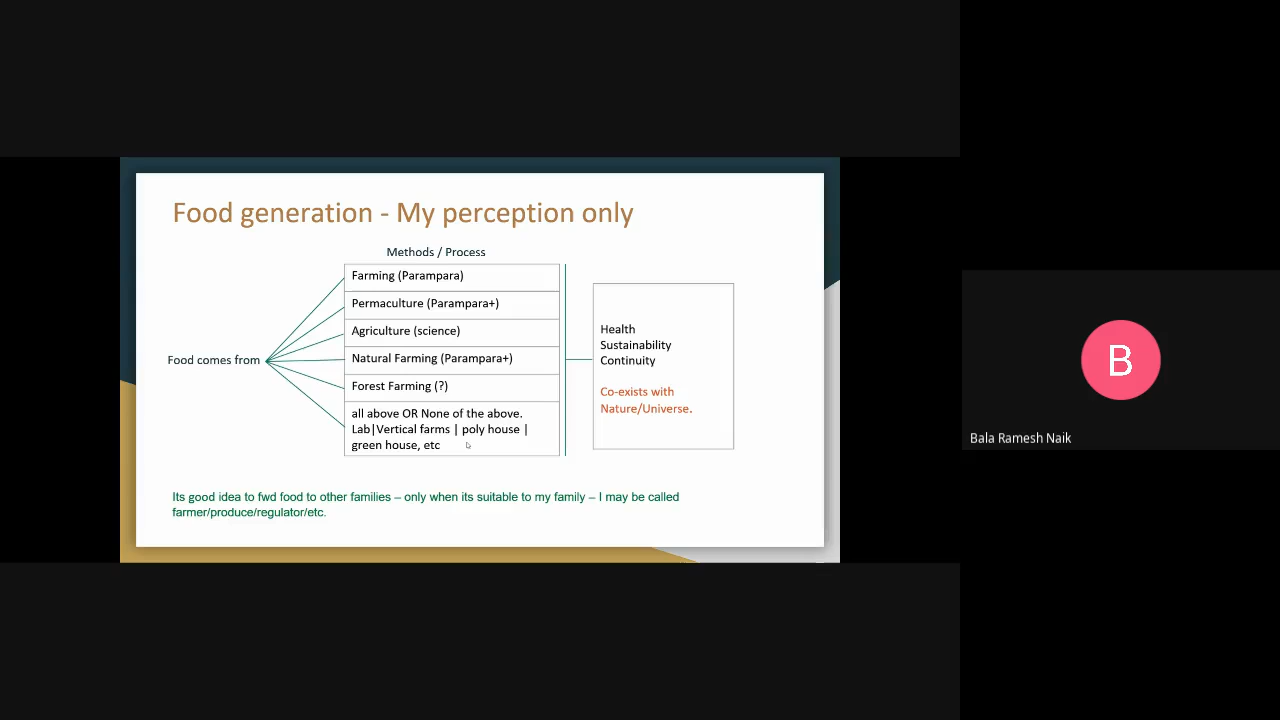 Food generation - My perception only
Methods / Process
Food comes from
Farming (Parampara)
Permaculture (Parampara+)
Agriculture (science)
Natural Farming (Parampara+)
Forest Farming (?)
all above OR None of the above.
Lab|Vertical farms | poly house |
green house, etc
Health
Sustainability
Continuity
Co-exists with
Nature/Universe.
Its good idea to fwd food to other families – only when its suitable to my family – I may be called
farmer/produce/regulator/etc.
B
Bala Ramesh Naik